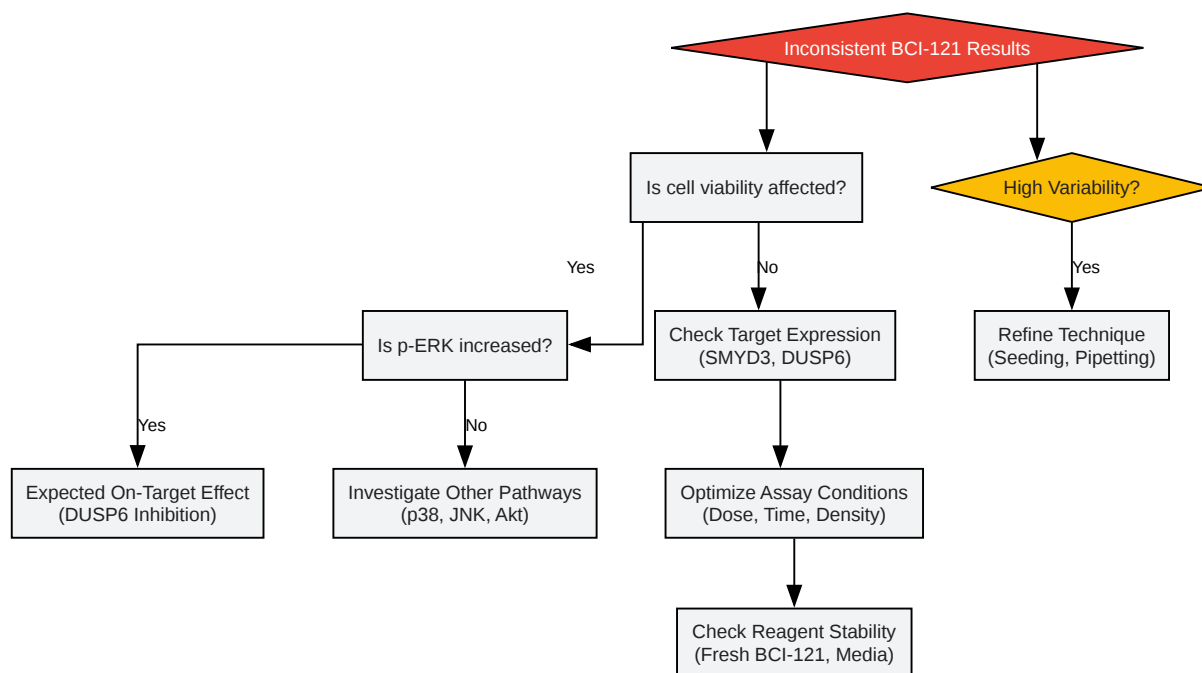 Inconsistent BCI-121 Results
Is cell viability affected?
High Variability?
Yes
No
Yes
Is p-ERK increased?
Check Target Expression
(SMYD3, DUSP6)
Refine Technique
(Seeding, Pipetting)
Yes
No
Expected On-Target Effect
(DUSP6 Inhibition)
Investigate Other Pathways
(p38, JNK, Akt)
Optimize Assay Conditions
(Dose, Time, Density)
Check Reagent Stability
(Fresh BCI-121, Media)